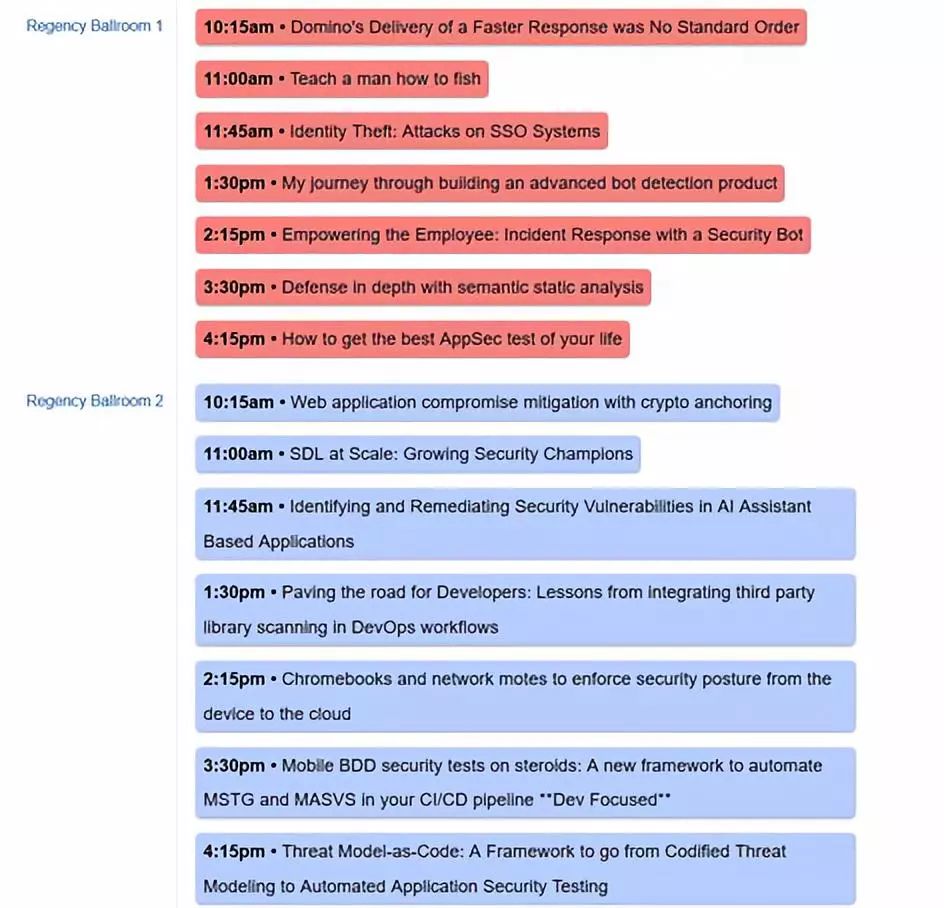 Regency Ballroom 1
10:15am • Domino's Delivery of a Faster Response was No Standard Order
11:00am • Teach a man how to fish
11:45am • Identity Theft: Attacks on SSO Systems
1:30pm • My journey through building an advanced bot detection product
2:15pm • Empowering the Employee: Incident Response with a Security Bot
3:30pm • Defense in depth with semantic static analysis
4:15pm • How to get the best AppSec test of your life
Regency Ballroom 2
10:15am • Web application compromise mitigation with crypto anchoring
11:00am • SDL at Scale: Growing Security Champions
11:45am • Identifying and Remediating Security Vulnerabilities in AI Assistant
Based Applications
1:30pm • Paving the road for Developers: Lessons from integrating third party
library scanning in DevOps workflows
2:15pm • Chromebooks and network motes to enforce security posture from the
device to the cloud
3:30pm • Mobile BDD security tests on steroids: A new framework to automate
MSTG and MASVS in your CI/CD pipeline **Dev Focused**
4:15pm • Threat Model-as-Code: A Framework to go from Codified Threat
Modeling to Automated Application Security Testing